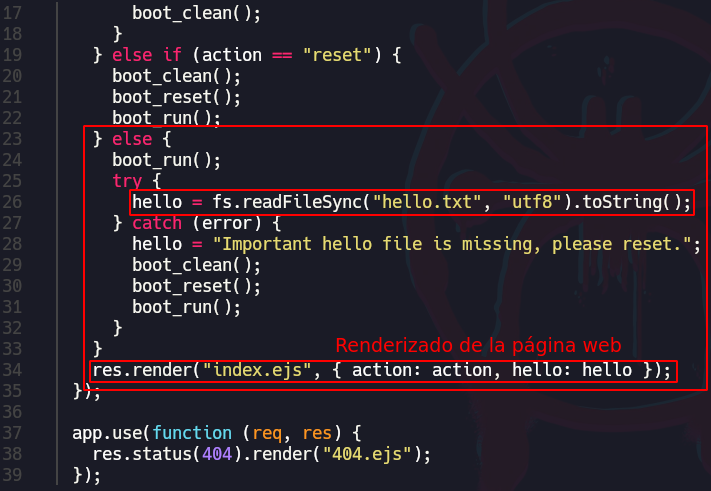 17 boot_clean();
18 }
19 } else if (action == "reset") {
20 boot_clean();
21 boot_reset();
22 boot_run();
23 } else {
24 boot_run();
25 try {
26 hello = fs.readFileSync("hello.txt", "utf8").toString();
27 } catch (error) {
28 hello = "Important hello file is missing, please reset.";
29 boot_clean();
30 boot_reset();
31 boot_run();
32 }
33 } Renderizado de la página web
34 res.render("index.ejs", { action: action, hello: hello });
35 });
36
37 app.use(function (req, res) {
38 res.status(404).render("404.ejs");
39 });